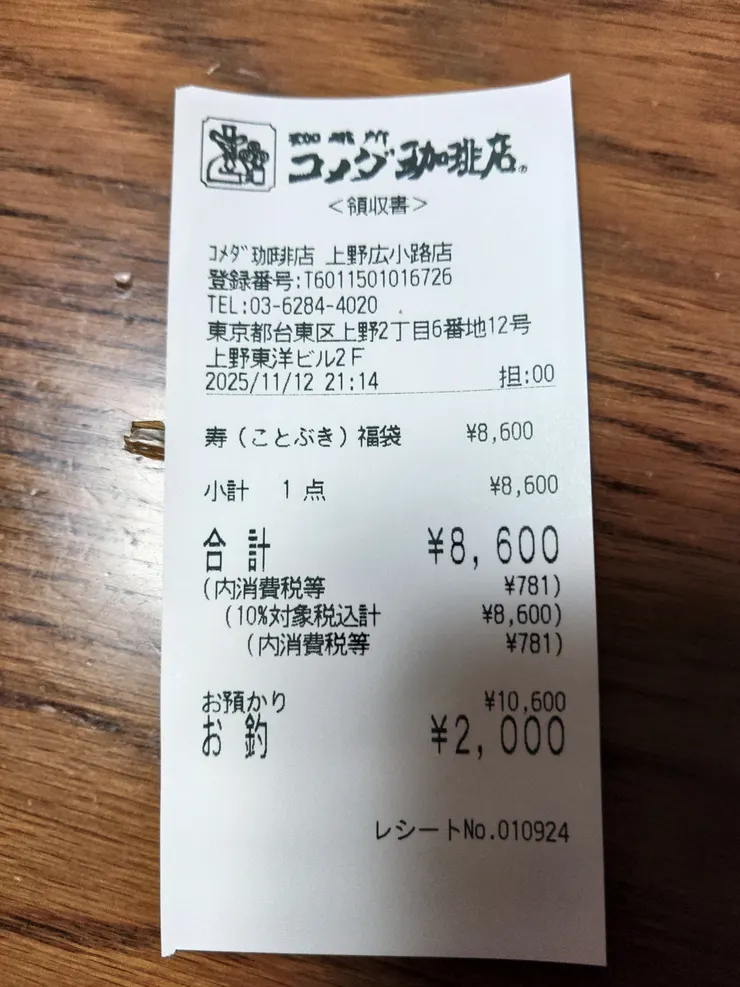 珈琲所
コメダ珈琲店®
＜領収書＞
ｺﾒﾀﾞ珈琲店 上野広小路店
登録番号:T6011501016726
TEL:03-6284-4020
東京都台東区上野2丁目6番地12号
上野東洋ビル2Ｆ
2025/11/12 21:14 担:00
寿（ことぶき）福袋 ¥8,600
小計 1 点 ¥8,600
合計 ¥8,600
(内消費税等 ¥781)
(10%対象税込計 ¥8,600)
(内消費税等 ¥781)
お預かり ¥10,600
お釣 ¥2,000
レシートNo.010924